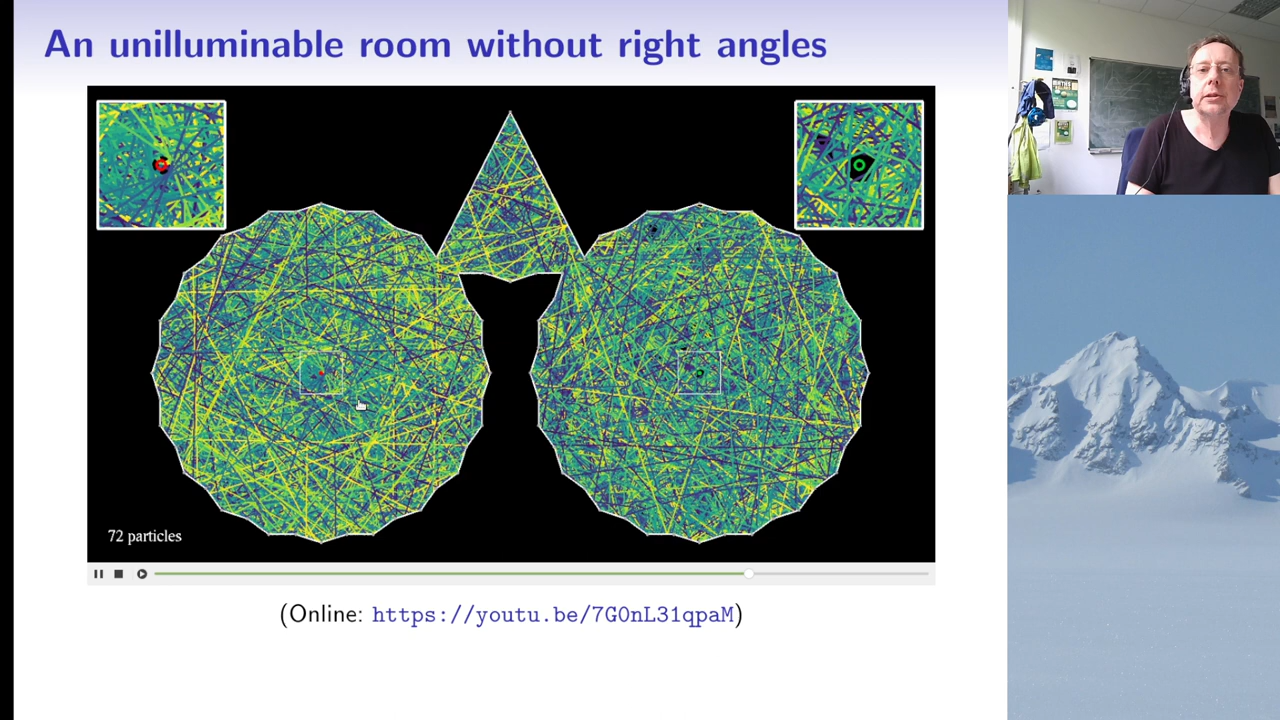 An unilluminable room without right angles
72 particles
(Online: https://youtu.be/7G0nL31qpaM)